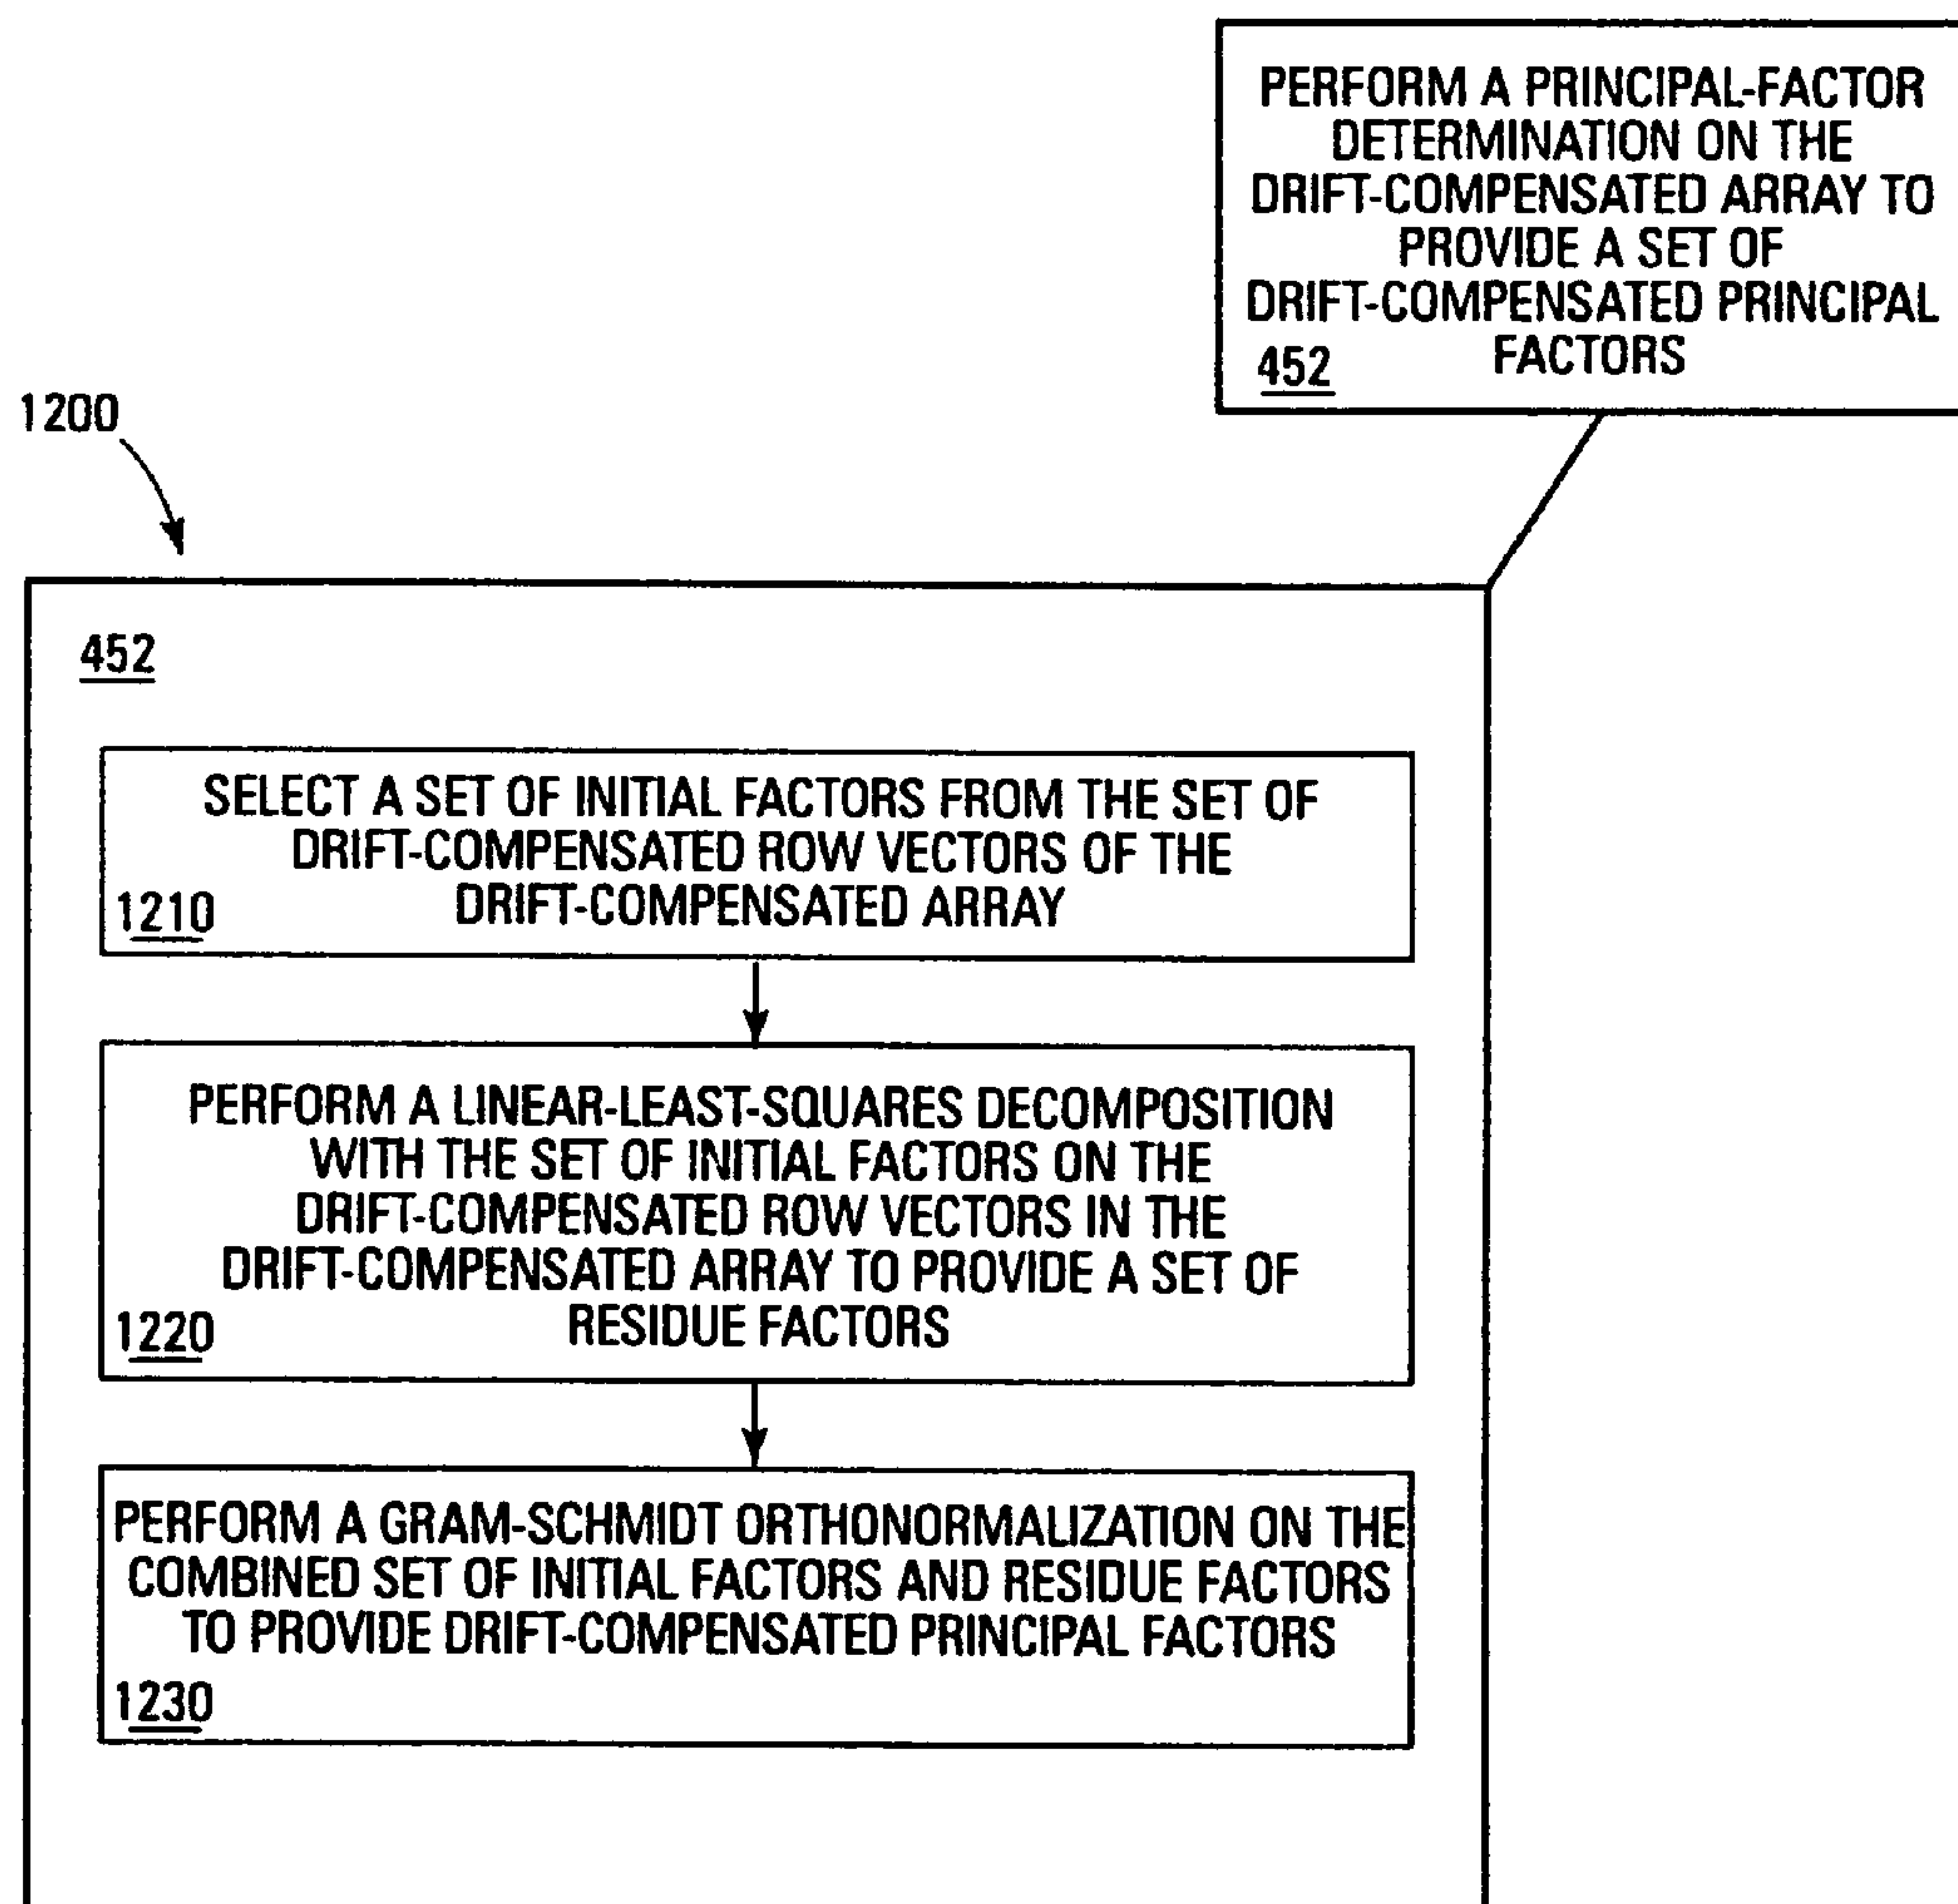 PERFORM A PRINCIPAL-FACTOR
DETERMINATION ON THE
DRIFT-COMPENSATED ARRAY TO
PROVIDE A SET OF
DRIFT-COMPENSATED PRINCIPAL
FACTORS
452
1200
452
SELECT A SET OF INITIAL FACTORS FROM THE SET OF
DRIFT-COMPENSATED ROW VECTORS OF THE
DRIFT-COMPENSATED ARRAY
1210
PERFORM A LINEAR-LEAST-SQUARES DECOMPOSITION
WITH THE SET OF INITIAL FACTORS ON THE
DRIFT-COMPENSATED ROW VECTORS IN THE
DRIFT-COMPENSATED ARRAY TO PROVIDE A SET OF
RESIDUE FACTORS
1220
PERFORM A GRAM-SCHMIDT ORTHONORMALIZATION ON THE
COMBINED SET OF INITIAL FACTORS AND RESIDUE FACTORS
TO PROVIDE DRIFT-COMPENSATED PRINCIPAL FACTORS
1230